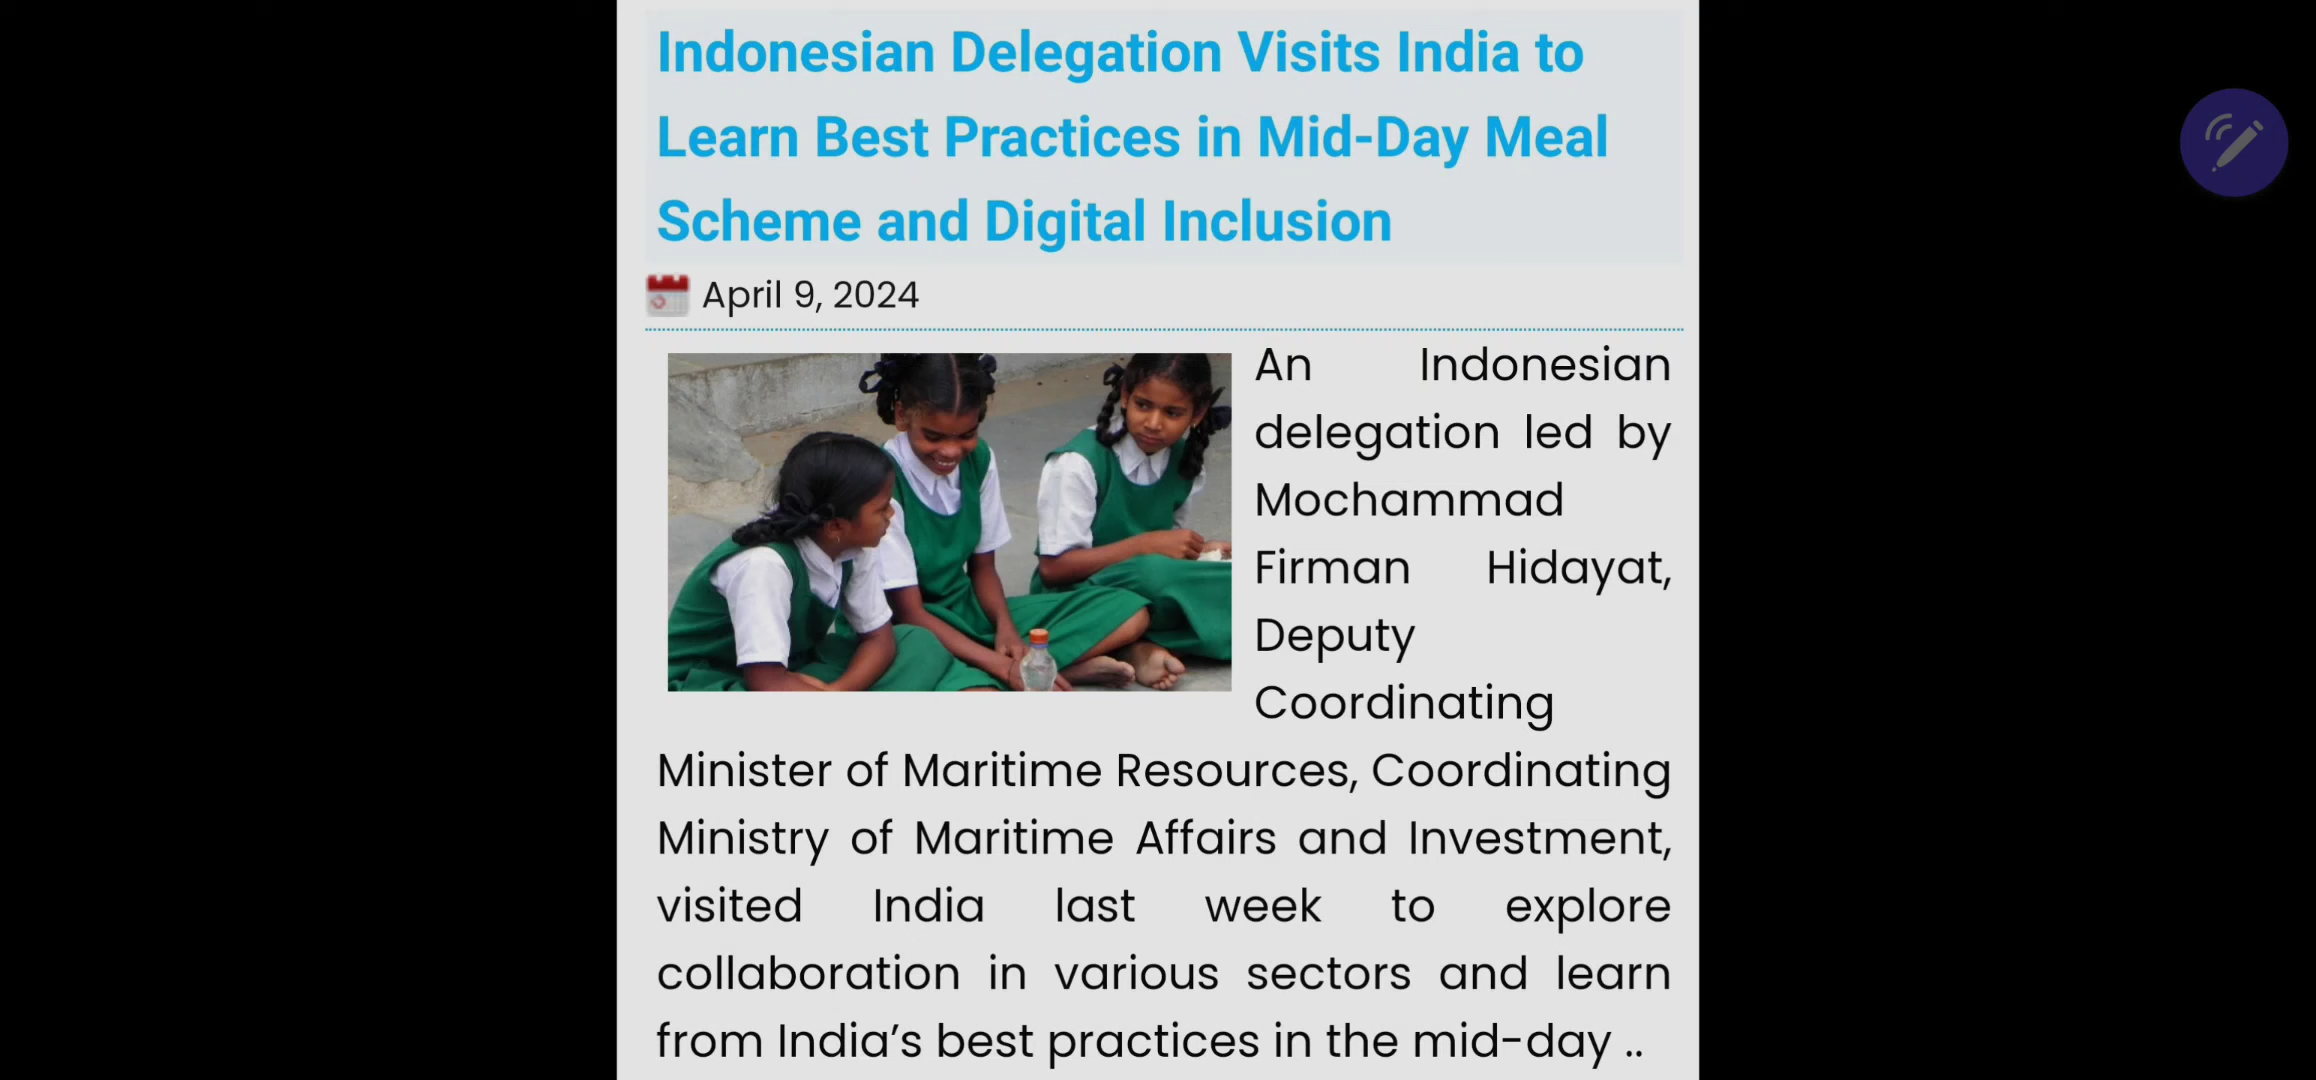 Indonesian Delegation Visits India to
Learn Best Practices in Mid-Day Meal
Scheme and Digital Inclusion
April 9, 2024
An Indonesian
delegation led by
Mochammad
Firman Hidayat,
Deputy
Coordinating
Minister of Maritime Resources, Coordinating
Ministry of Maritime Affairs and Investment,
visited India last week to explore
collaboration in various sectors and learn
from India’s best practices in the mid-day ..